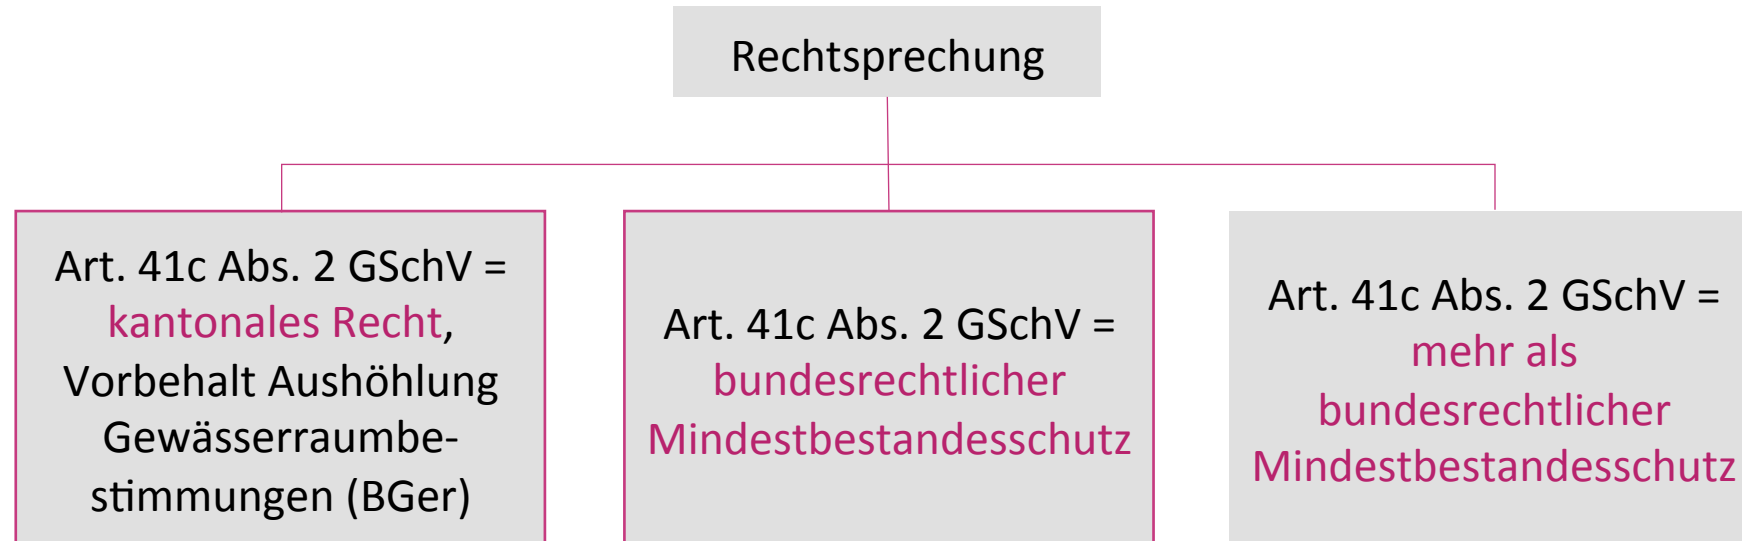 Rechtsprechung
Art. 41c Abs. 2 GSchV =
kantonales Recht,
Vorbehalt Aushöhlung
Gewässerraumbe-
stimmungen (BGer)
Art. 41c Abs. 2 GSchV =
bundesrechtlicher
Mindestbestandesschutz
Art. 41c Abs. 2 GSchV =
mehr als
bundesrechtlicher
Mindestbestandesschutz